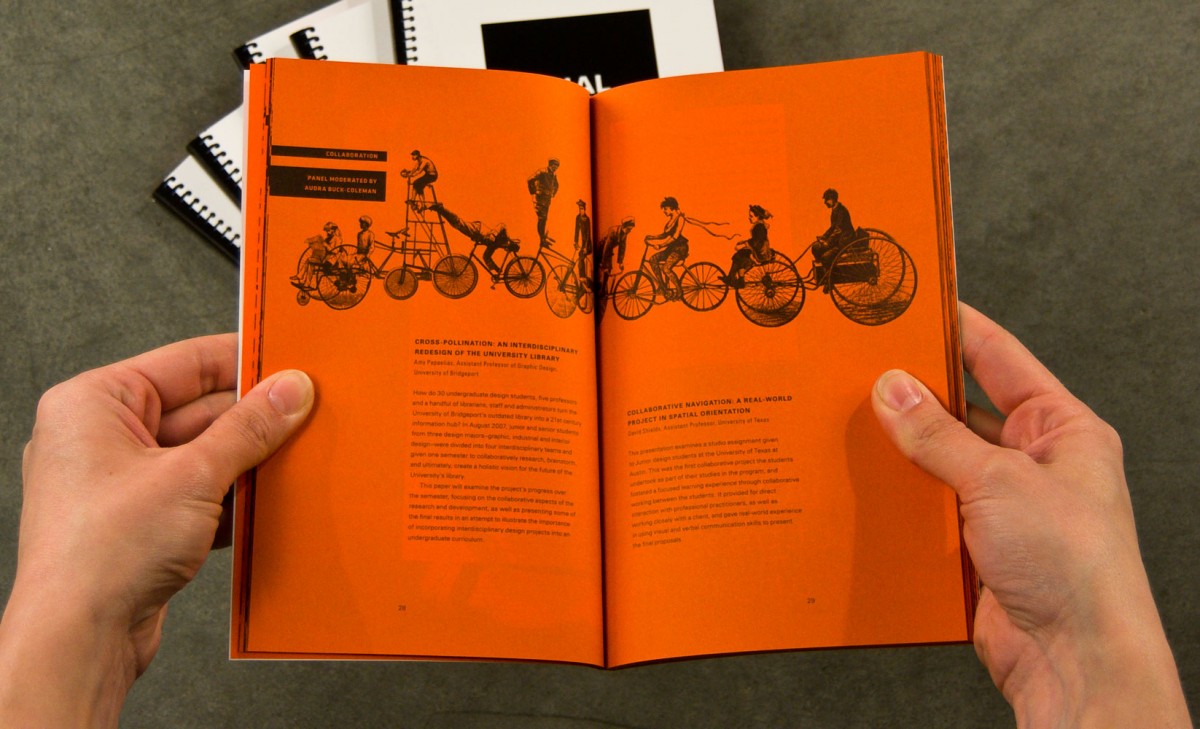 IAL
COLLABORATION
PANEL MODERATED BY
AUDRA BUCK-COLEMAN
CROSS-POLLINATION: AN INTERDISCIPLINARY
REDESIGN OF THE UNIVERSITY LIBRARY
Assistant Professor of Graphic Design,
University of Bridgeport
How do 30 undergraduate design students, five professors
and a handful of librarians, staff and administrators turn the
University of Bridgeport's outdated library into a 21st century
information hub? In August 2007, junior and senior students
from three design majors–graphic, industrial and interior
design–were divided into four interdisciplinary teams and
given one semester to collaboratively research, brainstorm,
and ultimately, create a holistic vision for the future of the
University's library.
This paper will examine the project's progress over
the semester, focusing on the collaborative aspects of the
research and development, as well as presenting some of
the final results in an attempt to illustrate the importance
of incorporating interdisciplinary design projects into an
undergraduate curriculum.
28
COLLABORATIVE NAVIGATION: A REAL-WORLD
PROJECT IN SPATIAL ORIENTATION
David Shields, Assistant Professor, University of Texas
This presentation examines a studio assignment given
to junior design students at the University of Texas at
Austin. This was the first collaborative project the students
undertook as part of their studies in the program, and
fostered a focused learning experience through collaborative
working between the students. It provided for direct
interaction with professional practitioners, as well as
working closely with a client, and gave real-world experience
in using visual and verbal communication skills to present
the final proposals.
29